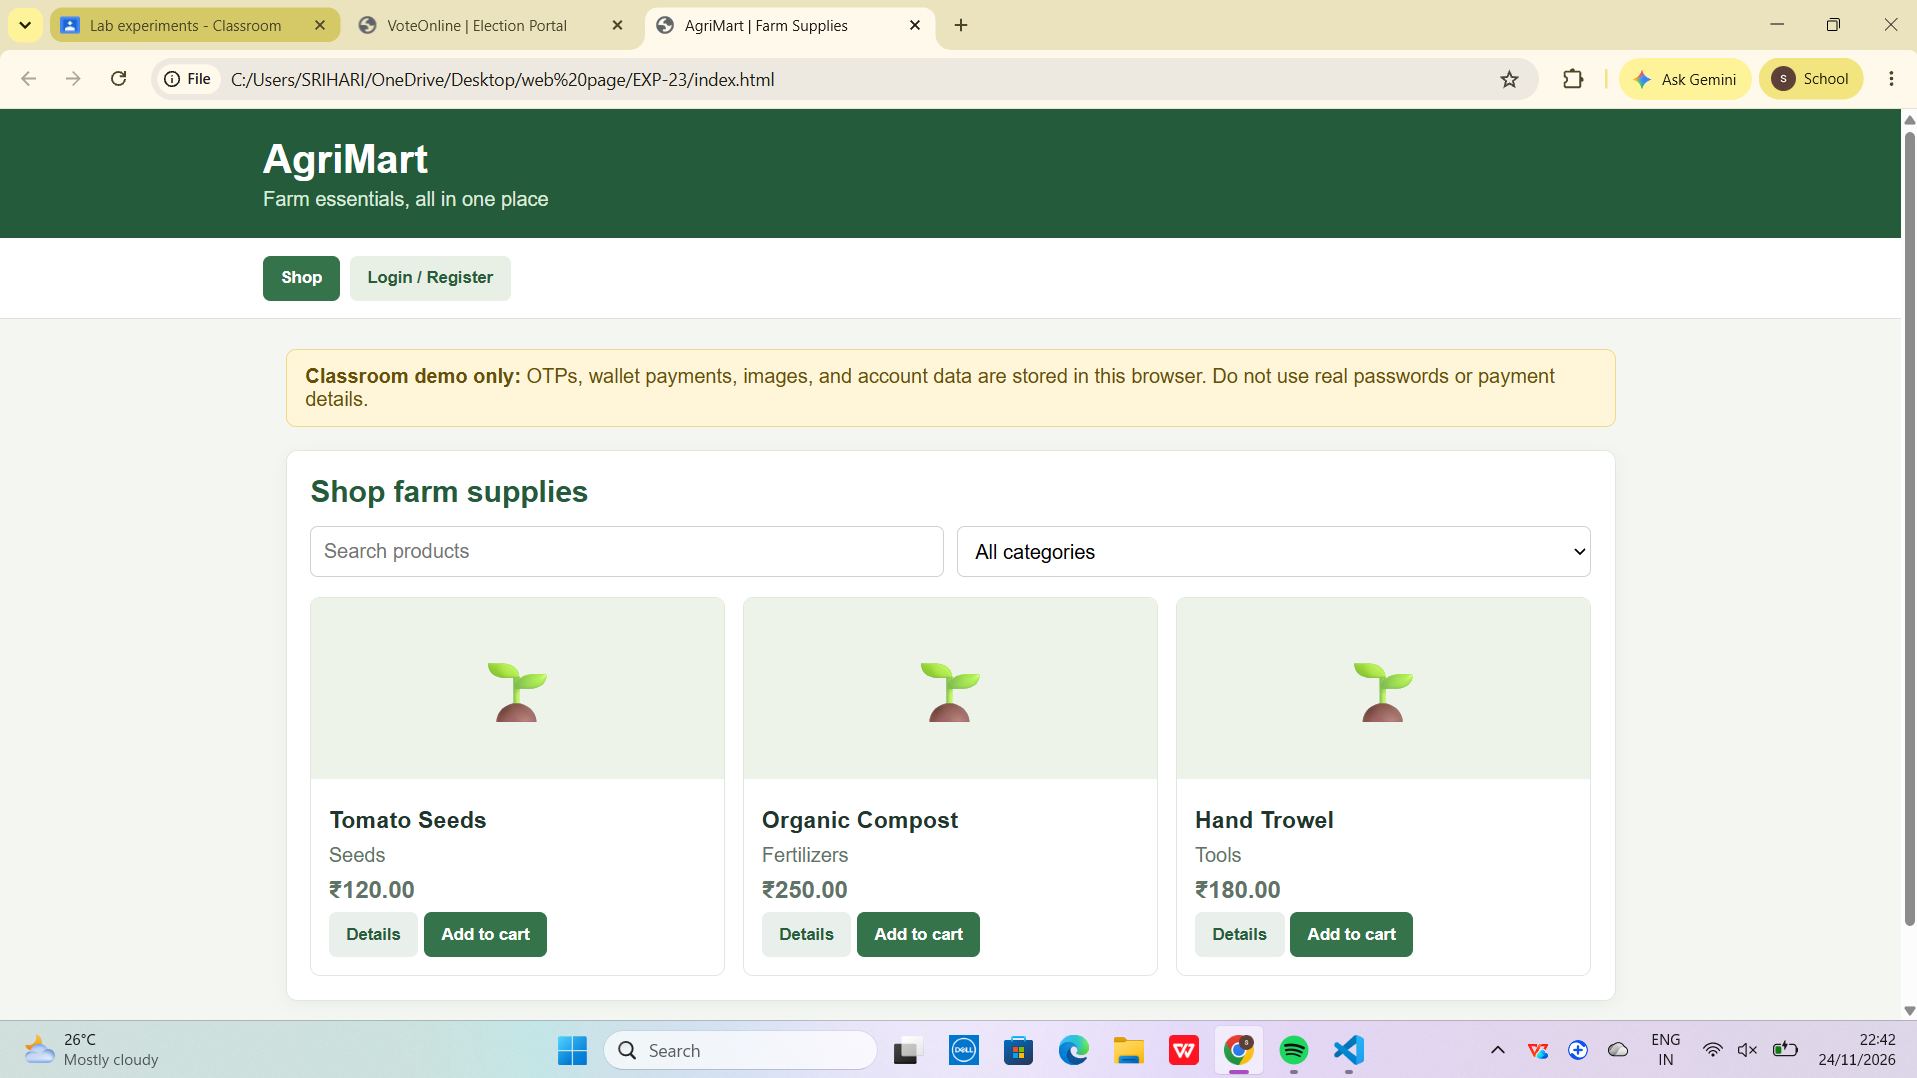 Lab experiments - Classroom
VoteOnline | Election Portal
AgriMart | Farm Supplies
File
C:/Users/SRIHARI/OneDrive/Desktop/web%20page/EXP-23/index.html
Ask Gemini
S
School
AgriMart
Farm essentials, all in one place
Shop
Login / Register
Classroom demo only: OTPs, wallet payments, images, and account data are stored in this browser. Do not use real passwords or payment
details.
Shop farm supplies
Search products
All categories
Tomato Seeds
Seeds
₹120.00
Details
Add to cart
Organic Compost
Fertilizers
₹250.00
Details
Add to cart
Hand Trowel
Tools
₹180.00
Details
Add to cart
26°C
Mostly cloudy
Search
DELL
W
S
ENG
IN
22:42
24/11/2026